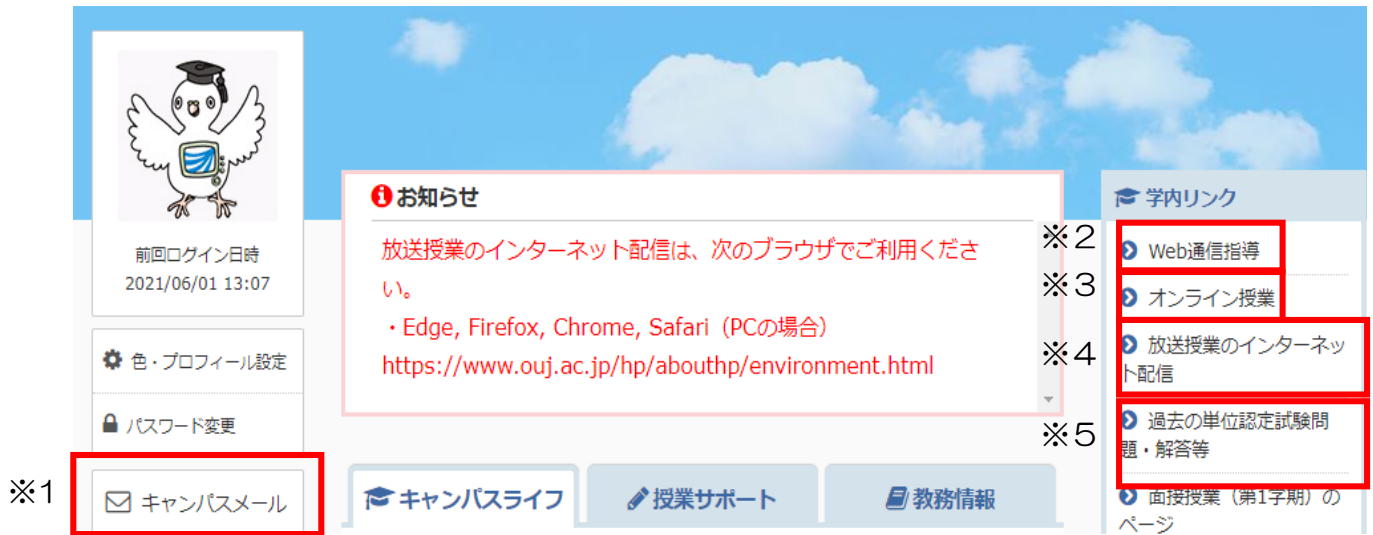 前回ログイン日時
2021/06/01 13:07
色・プロフィール設定
パスワード変更
※1
キャンパスメール
お知らせ
放送授業のインターネット配信は、次のブラウザでご利用くださ
い。
・Edge, Firefox, Chrome, Safari（PCの場合）
https://www.ouj.ac.jp/hp/abouthp/environment.html
キャンパスライフ
授業サポート
教務情報
学内リンク
※2
Web通信指導
※3
オンライン授業
※4
放送授業のインターネッ
ト配信
※5
過去の単位認定試験問
題・解答等
面接授業（第1学期）の
ページ